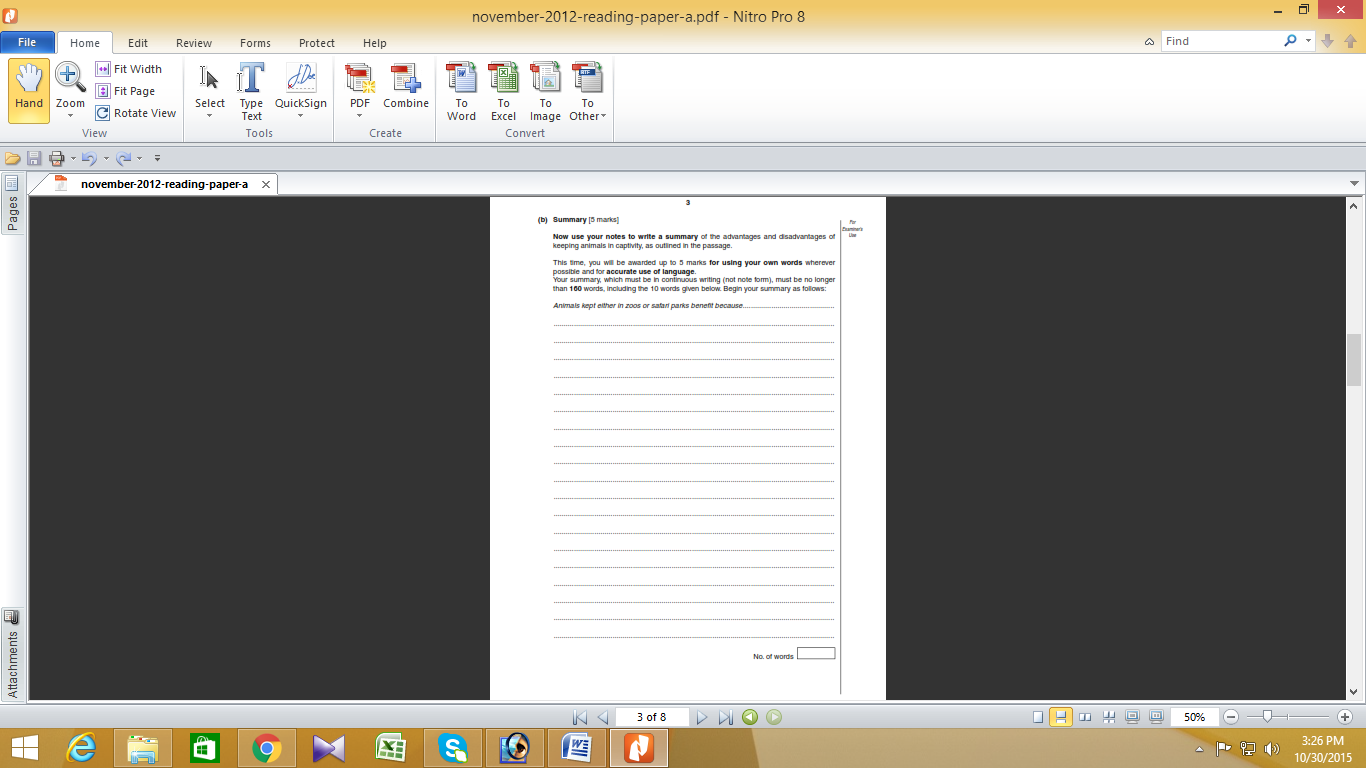 november-2012-reading-paper-a.pdf - Nitro Pro 8
File Home Edit Review Forms Protect Help
Find
Hand
Zoom
Fit Width
Fit Page
Rotate View
View
Select
Type
Text
QuickSign
Tools
PDF
Combine
Create
To
Word
To
Excel
To
Image
To
Other
Convert
november-2012-reading-paper-a
Pages
Attachments
3
For
Examiner's
Use
(b) Summary [5 marks]
Now use your notes to write a summary of the advantages and disadvantages of
keeping animals in captivity, as outlined in the passage.
This time, you will be awarded up to 5 marks for using your own words wherever
possible and for accurate use of language.
Your summary, which must be in continuous writing (not note form), must be no longer
than 160 words, including the 10 words given below. Begin your summary as follows:
Animals kept either in zoos or safari parks benefit because
No. of words
3 of 8
50%
3:26 PM
10/30/2015